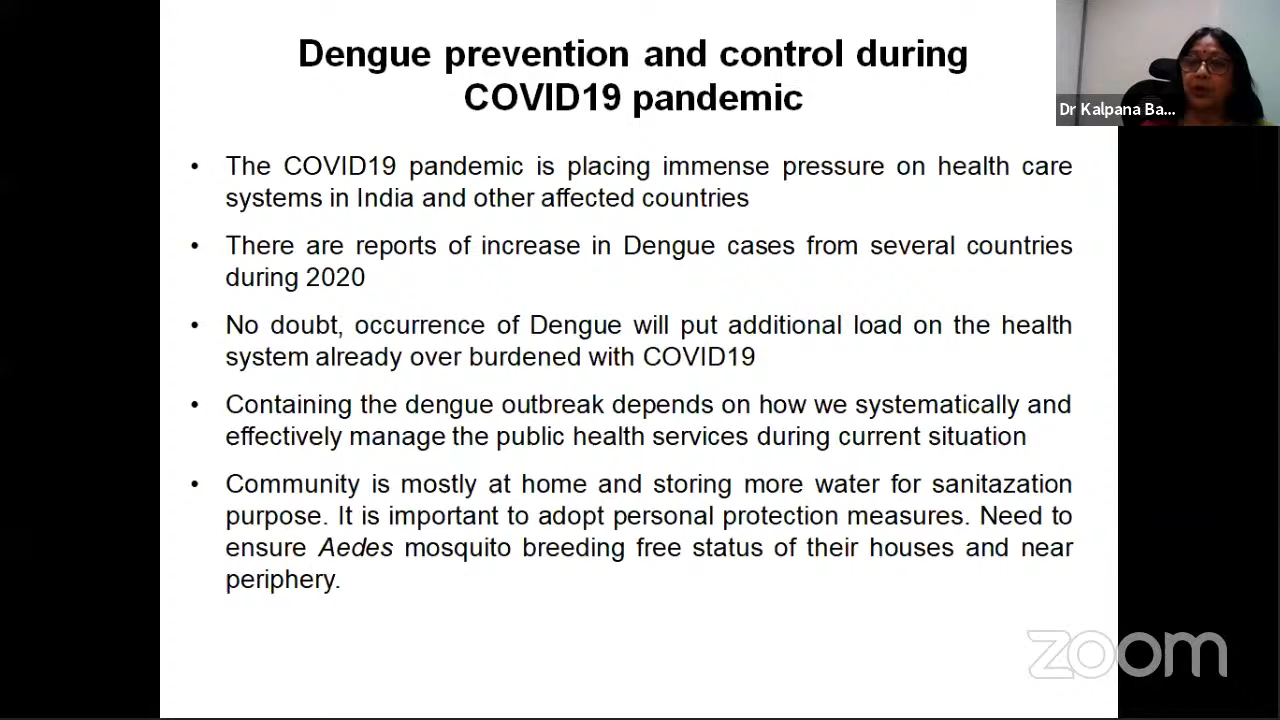 Dengue prevention and control during
COVID19 pandemic
Dr Kalpana Ba...
• The COVID19 pandemic is placing immense pressure on health care
systems in India and other affected countries
• There are reports of increase in Dengue cases from several countries
during 2020
• No doubt, occurrence of Dengue will put additional load on the health
system already over burdened with COVID19
• Containing the dengue outbreak depends on how we systematically and
effectively manage the public health services during current situation
• Community is mostly at home and storing more water for sanitazation
purpose. It is important to adopt personal protection measures. Need to
ensure Aedes mosquito breeding free status of their houses and near
periphery.
zoom